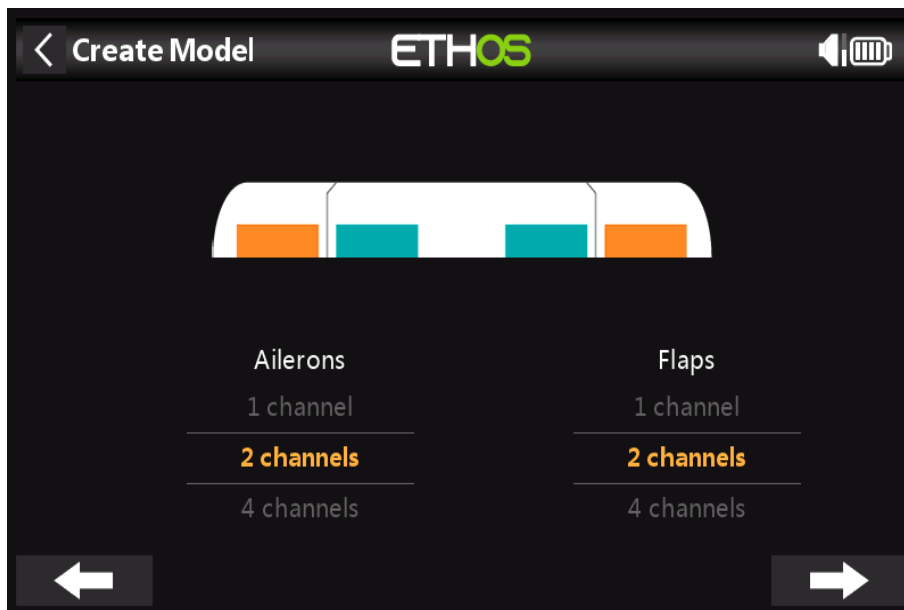 Create Model ETHOS
Ailerons Flaps
1 channel 1 channel
2 channels 2 channels
4 channels 4 channels